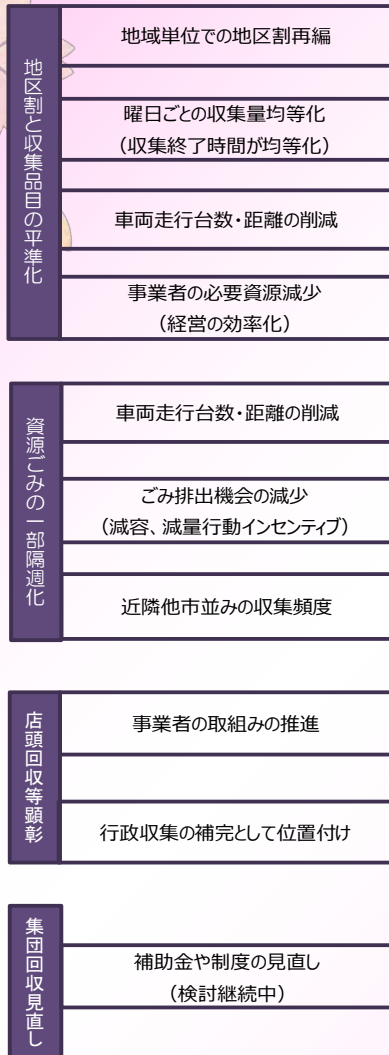 地区割と収集品目の平準化
地域単位での地区割再編
曜日ごとの収集量均等化
（収集終了時間が均等化）
車両走行台数・距離の削減
事業者の必要資源減少
（経営の効率化）
資源ごみの一部隔週化
車両走行台数・距離の削減
ごみ排出機会の減少
（減容、減量行動インセンティブ）
近隣他市並みの収集頻度
店頭回収等顕彰
事業者の取組みの推進
行政収集の補完として位置付け
集団回収見直し
補助金や制度の見直し
（検討継続中）